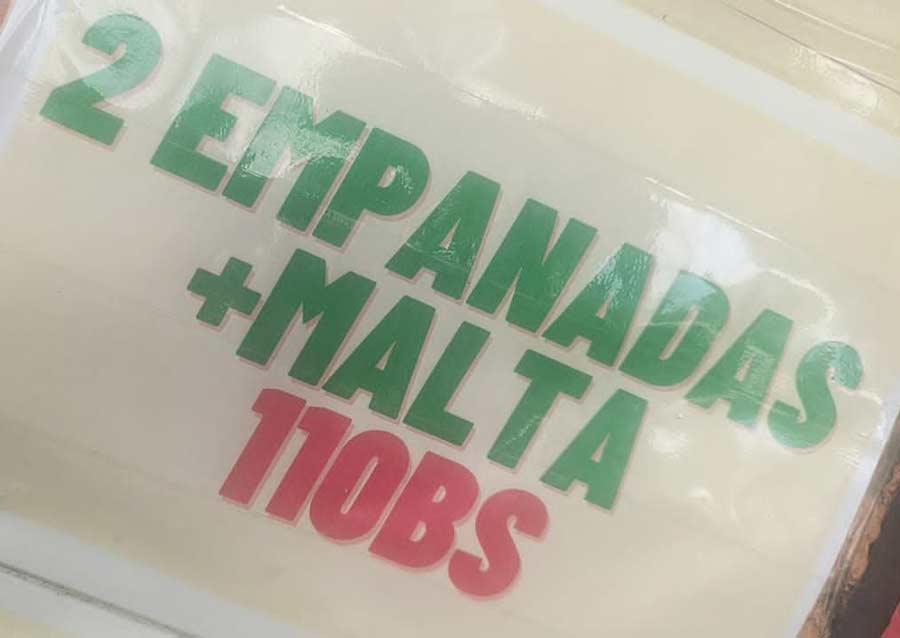 2 EMPANADAS
+MALTA
110BS